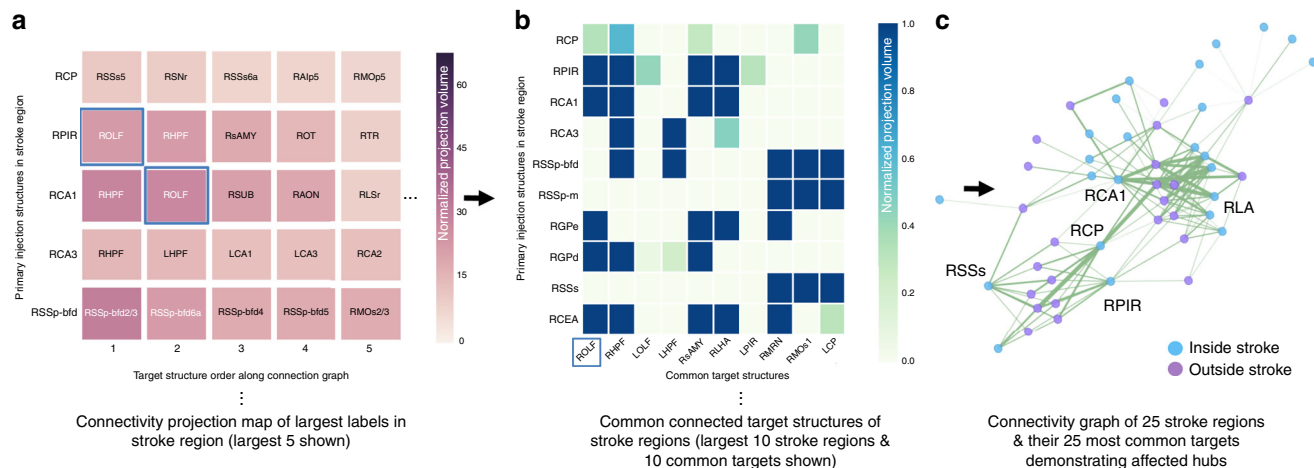 a
Primary injection structures in stroke region
RCP RSSs5 RSNr RSSs6a RAIp5 RMOp5
RPIR ROLF RHPF RsAMY ROT RTR
RCA1 RHPF ROLF RSUB RAON RLSr ...
RCA3 RHPF LHPF LCA1 LCA3 RCA2
RSSp-bfd RSSp-bfd2/3 RSSp-bfd6a RSSp-bfd4 RSSp-bfd5 RMOs2/3
1 2 3 4 5
Target structure order along connection graph
Normalized projection volume
60
45
30
15
0
⋮
Connectivity projection map of largest labels in
stroke region (largest 5 shown)
b
Primary injection structures in stroke region
RCP
RPIR
RCA1
RCA3
RSSp-bfd
RSSp-m
RGPe
RGPd
RSSs
RCEA
ROLF RHPF LOLF LHPF RsAMY RLHA LPIR RMRN RMOs1 LCP
Common target structures
Normalized projection volume
1.0
0.8
0.6
0.4
0.2
0.0
⋮
Common connected target structures of
stroke regions (largest 10 stroke regions &
10 common targets shown)
c
RCA1
RLA
RCP
RSSs
RPIR
Inside stroke
Outside stroke
Connectivity graph of 25 stroke regions
& their 25 most common targets
demonstrating affected hubs